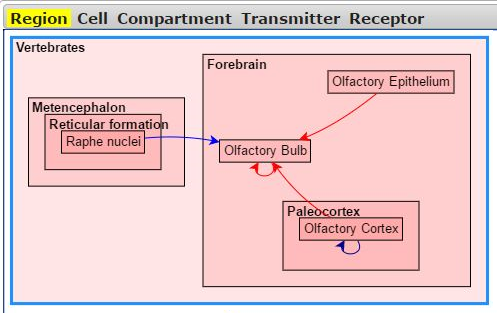 Region Cell Compartment Transmitter Receptor
Vertebrates
Forebrain
Olfactory Epithelium
Metencephalon
Reticular formation
Raphe nuclei
Olfactory Bulb
Paleocortex
Olfactory Cortex